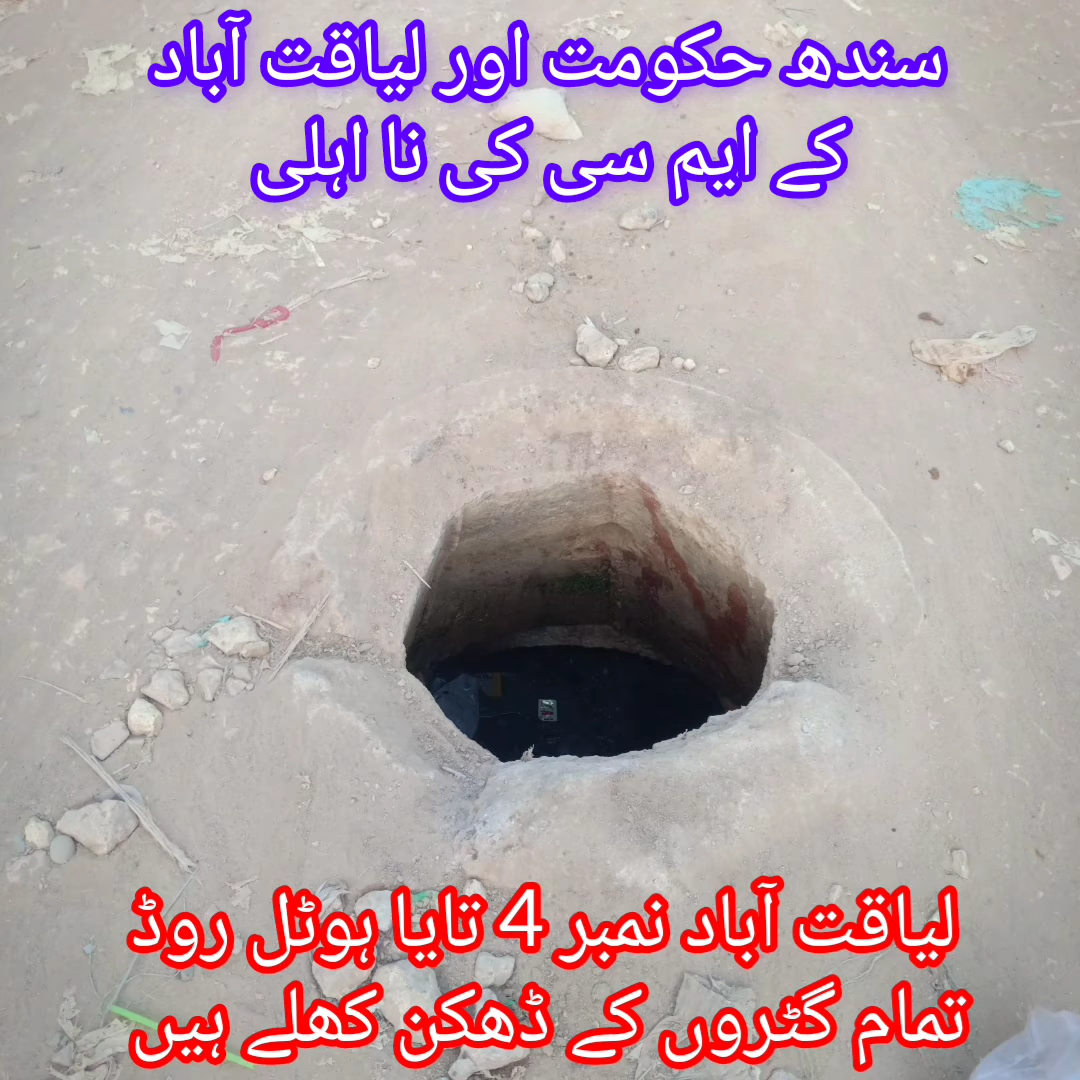 سندھ حکومت اور لیاقت آباد
کے ایم سی کی نا اہلی
لیاقت آباد نمبر 4 تایا ہوٹل روڈ
تمام گٹروں کے ڈھکن کھلے ہیں